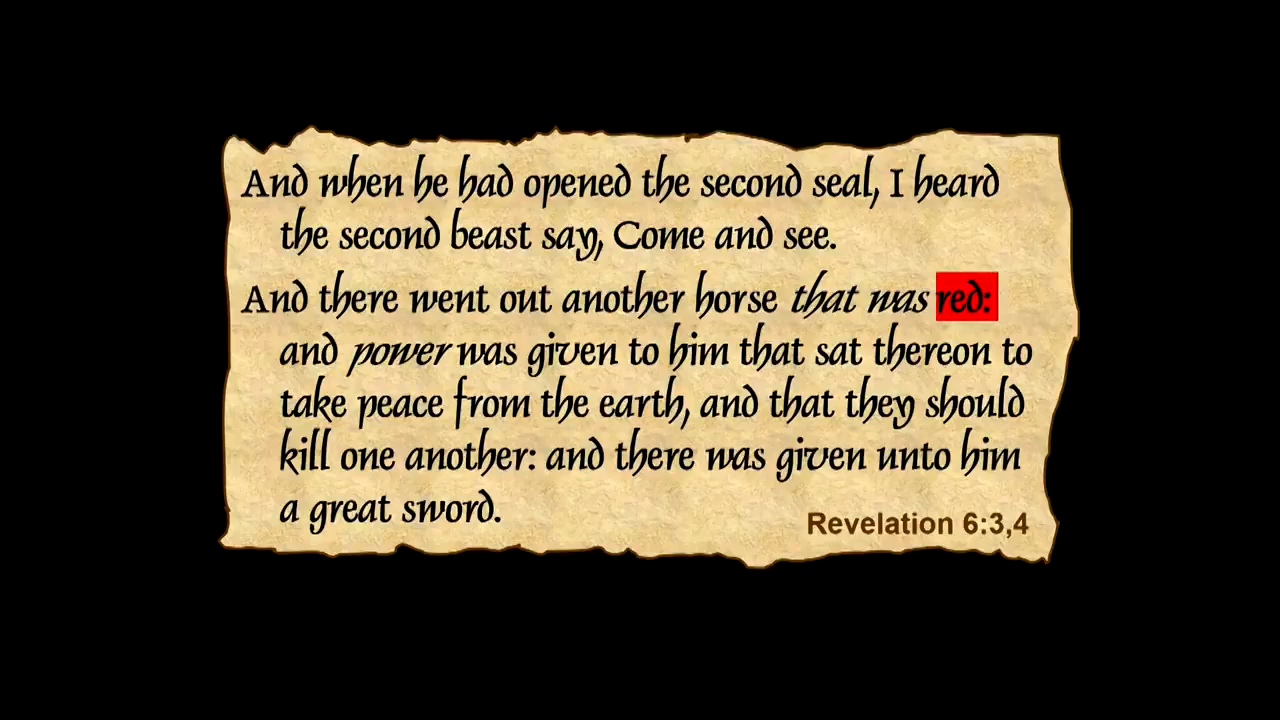 And when he had opened the second seal, I heard
the second beast say, Come and see.
And there went out another horse that was red:
and power was given to him that sat thereon to
take peace from the earth, and that they should
kill one another: and there was given unto him
a great sword.
Revelation 6:3,4